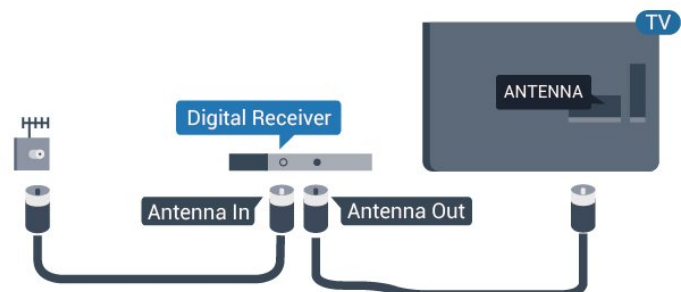 TV
ANTENNA
Digital Receiver
Antenna In
Antenna Out